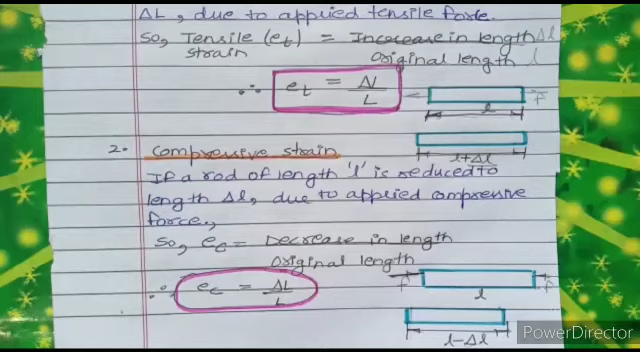 ΔL, due to applied tensile force.
So, Tensile (et) = Increase in length Δl
strain original length l
∴ et = Δl
L
F
l
2. Compressive strain
l+Δl
If a rod of length 'l' is reduced to
length Δl, due to applied compressive
force.,
So, ec = Decrease in length
original length
∴, ec = ΔL
L
F F
l
l-Δl
PowerDirector